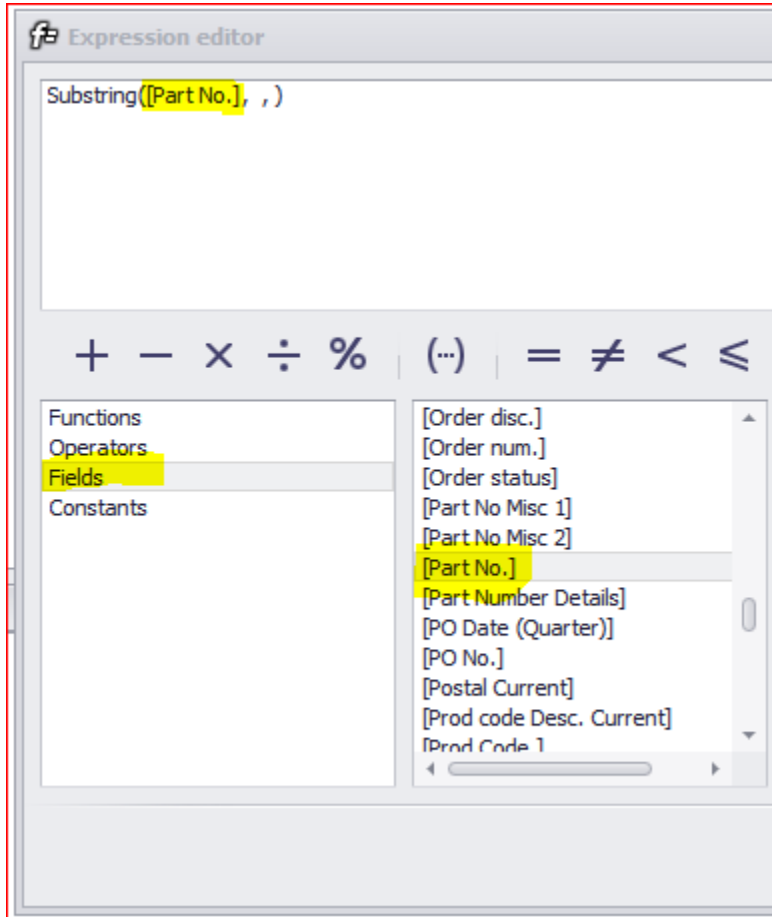 Expression editor
Substring([Part No.], , )
+ − × ÷ % (...) = ≠ < ≤
Functions
Operators
Fields
Constants
[Order disc.]
[Order num.]
[Order status]
[Part No Misc 1]
[Part No Misc 2]
[Part No.]
[Part Number Details]
[PO Date (Quarter)]
[PO No.]
[Postal Current]
[Prod code Desc. Current]
[Prod Code ]